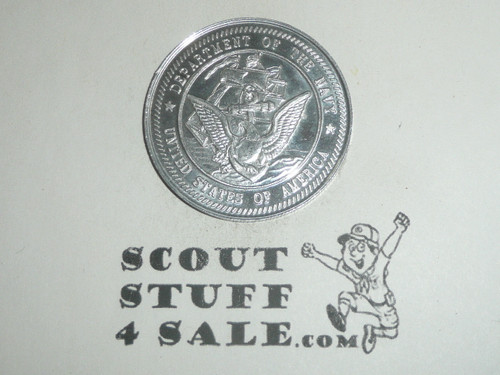 DEPARTMENT OF THE NAVY
UNITED STATES OF AMERICA
SCOUT
STUFF
4 SALE.COM